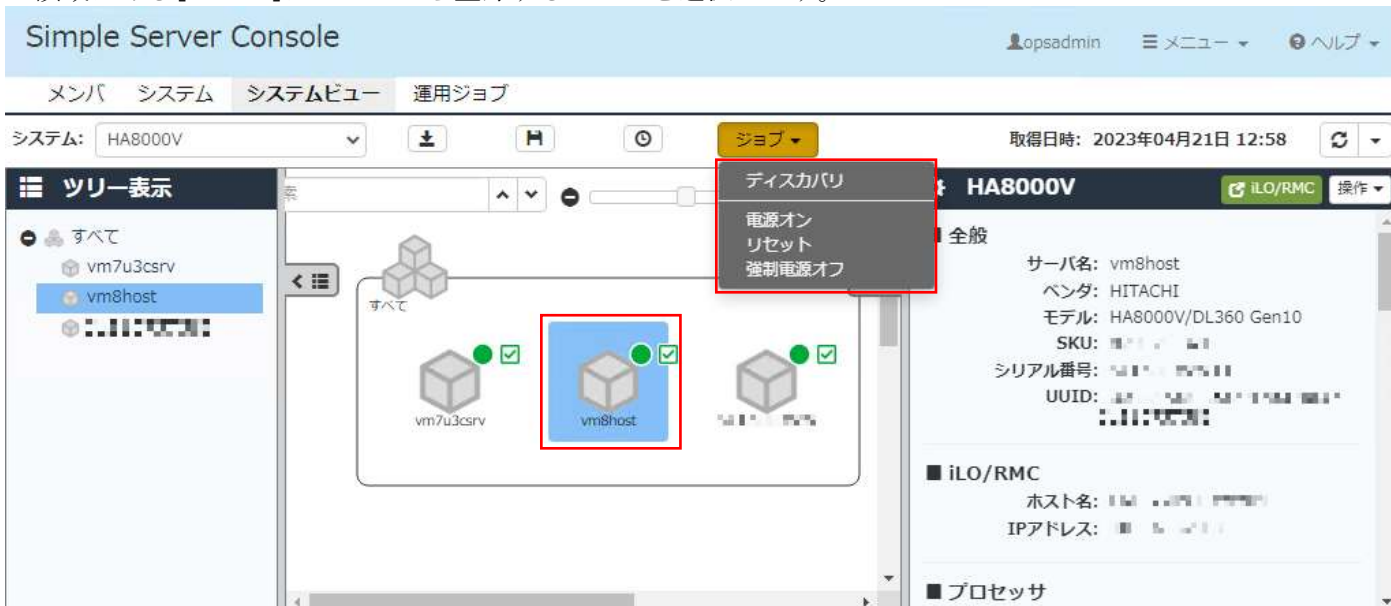 Simple Server Console
opsadmin メニュー ヘルプ
メンバ システム システムビュー 運用ジョブ
システム: HA8000V ジョブ 取得日時: 2023年04月21日 12:58
ツリー表示
すべて
vm7u3csrv
vm8host
索
すべて
vm7u3csrv
vm8host
ディスカバリ
電源オン
リセット
強制電源オフ
HA8000V iLO/RMC 操作
全般
サーバ名: vm8host
ベンダ: HITACHI
モデル: HA8000V/DL360 Gen10
SKU:
シリアル番号:
UUID:
iLO/RMC
ホスト名:
IPアドレス:
プロセッサ